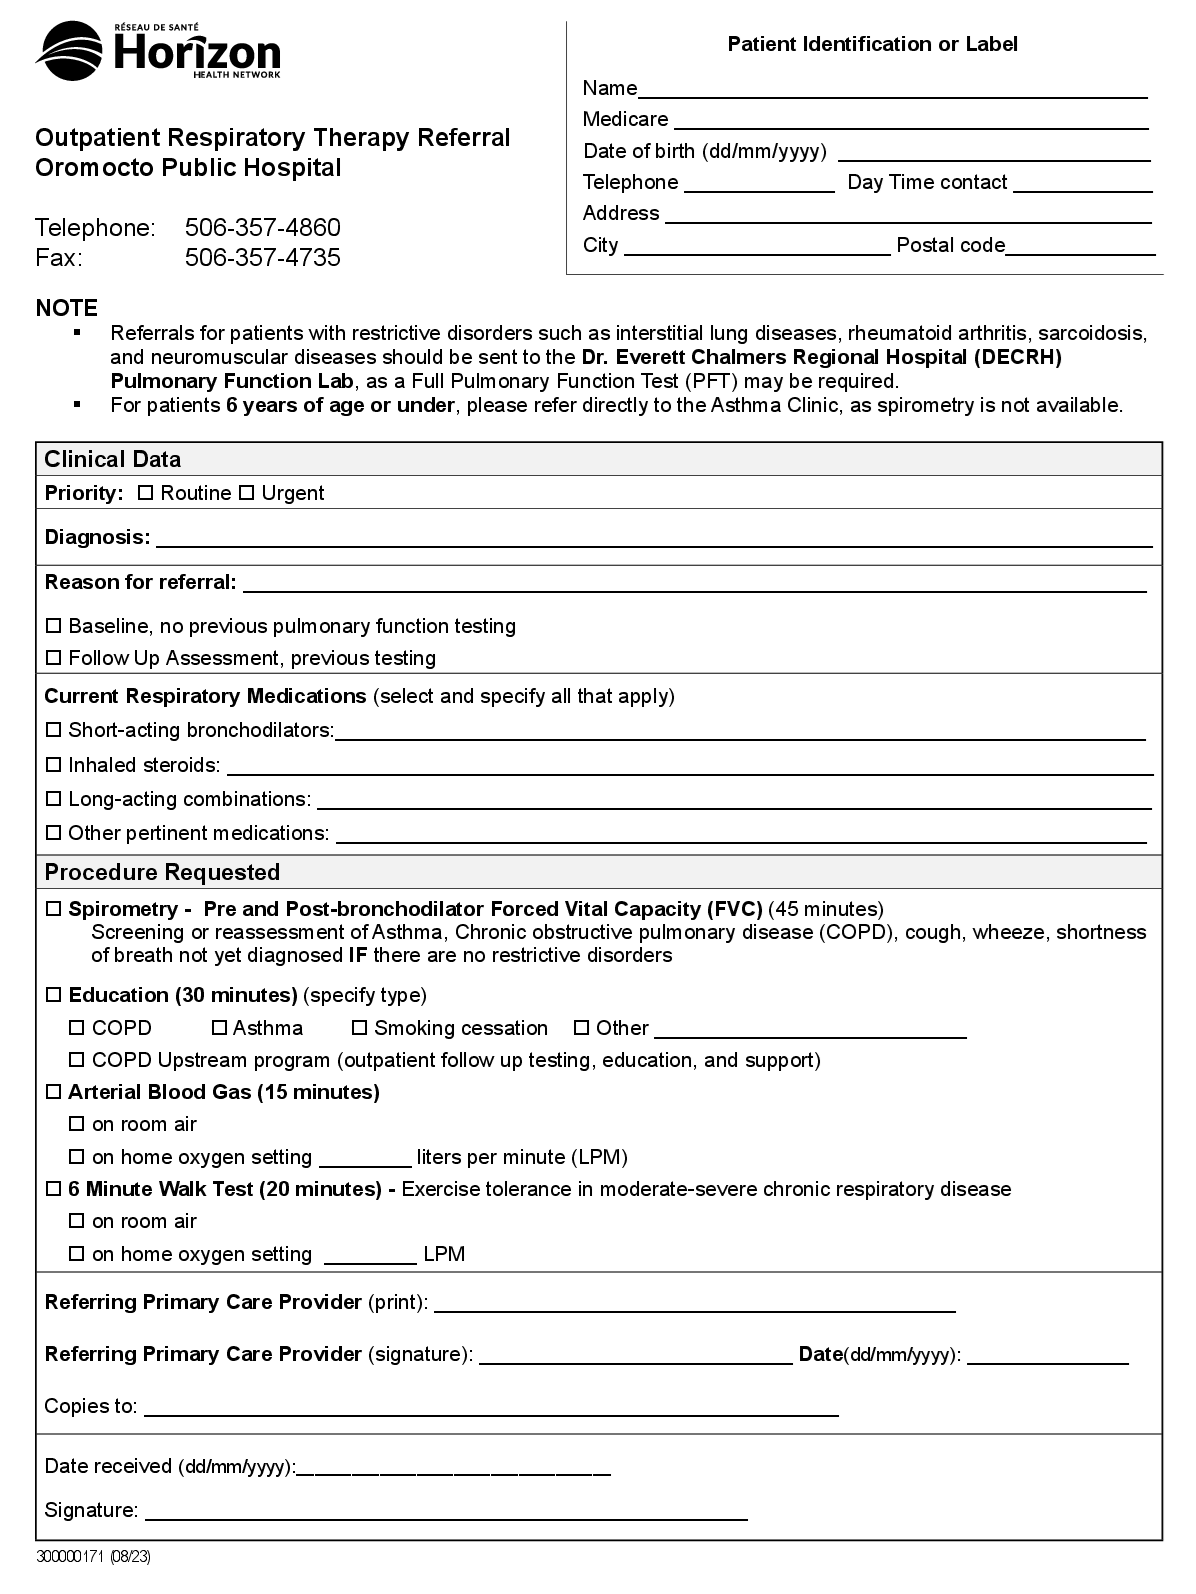 RÉSEAU DE SANTÉ
Horizon
HEALTH NETWORK
Outpatient Respiratory Therapy Referral
Oromocto Public Hospital
Telephone: 506-357-4860
Fax: 506-357-4735
Patient Identification or Label
Name
Medicare
Date of birth (dd/mm/yyyy)
Telephone Day Time contact
Address
City Postal code
NOTE
▪ Referrals for patients with restrictive disorders such as interstitial lung diseases, rheumatoid arthritis, sarcoidosis,
and neuromuscular diseases should be sent to the Dr. Everett Chalmers Regional Hospital (DECRH)
Pulmonary Function Lab, as a Full Pulmonary Function Test (PFT) may be required.
▪ For patients 6 years of age or under, please refer directly to the Asthma Clinic, as spirometry is not available.
Clinical Data
Priority: ☐ Routine ☐ Urgent
Diagnosis:
Reason for referral:
☐ Baseline, no previous pulmonary function testing
☐ Follow Up Assessment, previous testing
Current Respiratory Medications (select and specify all that apply)
☐ Short-acting bronchodilators:
☐ Inhaled steroids:
☐ Long-acting combinations:
☐ Other pertinent medications:
Procedure Requested
☐ Spirometry - Pre and Post-bronchodilator Forced Vital Capacity (FVC) (45 minutes)
Screening or reassessment of Asthma, Chronic obstructive pulmonary disease (COPD), cough, wheeze, shortness
of breath not yet diagnosed IF there are no restrictive disorders
☐ Education (30 minutes) (specify type)
☐ COPD ☐ Asthma ☐ Smoking cessation ☐ Other
☐ COPD Upstream program (outpatient follow up testing, education, and support)
☐ Arterial Blood Gas (15 minutes)
☐ on room air
☐ on home oxygen setting ________ liters per minute (LPM)
☐ 6 Minute Walk Test (20 minutes) - Exercise tolerance in moderate-severe chronic respiratory disease
☐ on room air
☐ on home oxygen setting ________ LPM
Referring Primary Care Provider (print):
Referring Primary Care Provider (signature): Date(dd/mm/yyyy):
Copies to:
Date received (dd/mm/yyyy):
Signature:
300000171 (08/23)